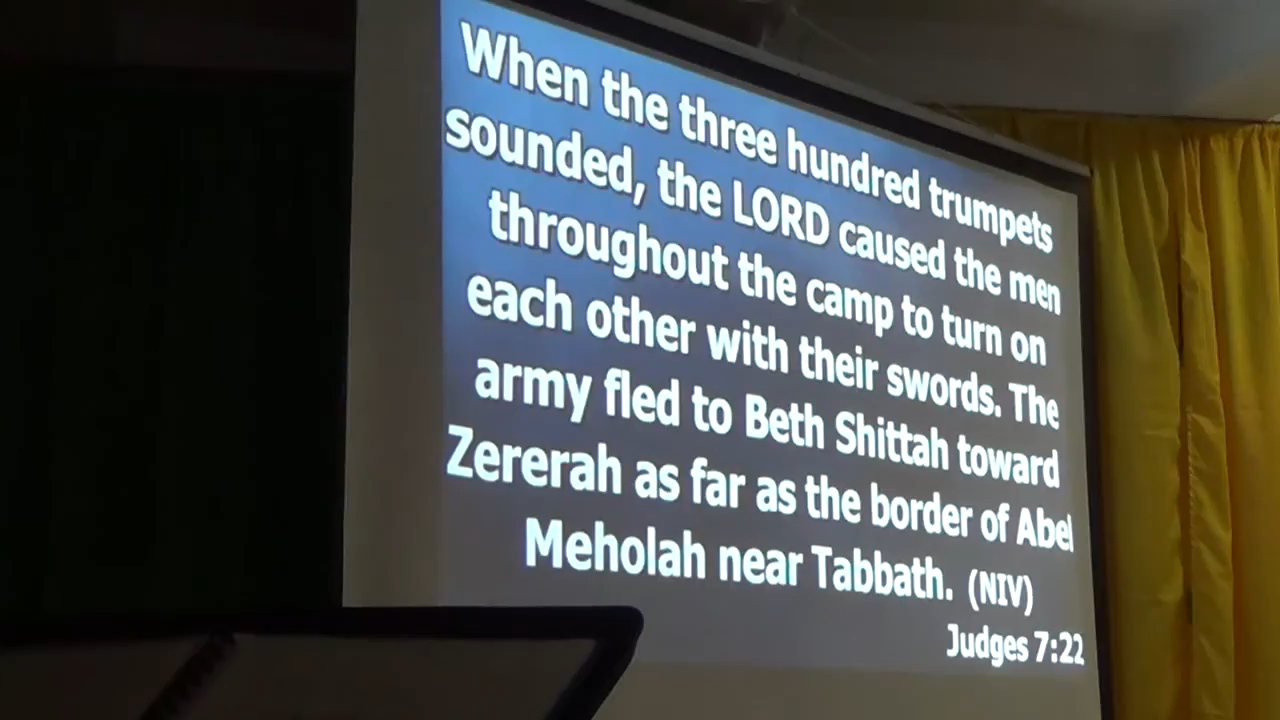 When the three hundred trumpets
sounded, the LORD caused the men
throughout the camp to turn on
each other with their swords. The
army fled to Beth Shittah toward
Zererah as far as the border of Abel
Meholah near Tabbath. (NIV)
Judges 7:22